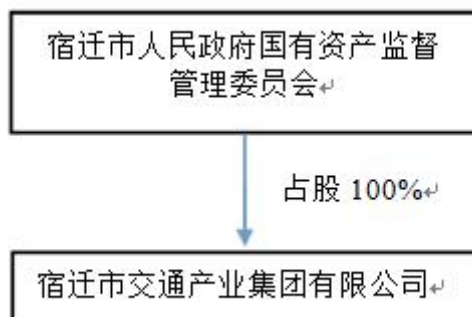 宿迁市人民政府国有资产监督
管理委员会↵
占股 100%↵
宿迁市交通产业集团有限公司↵